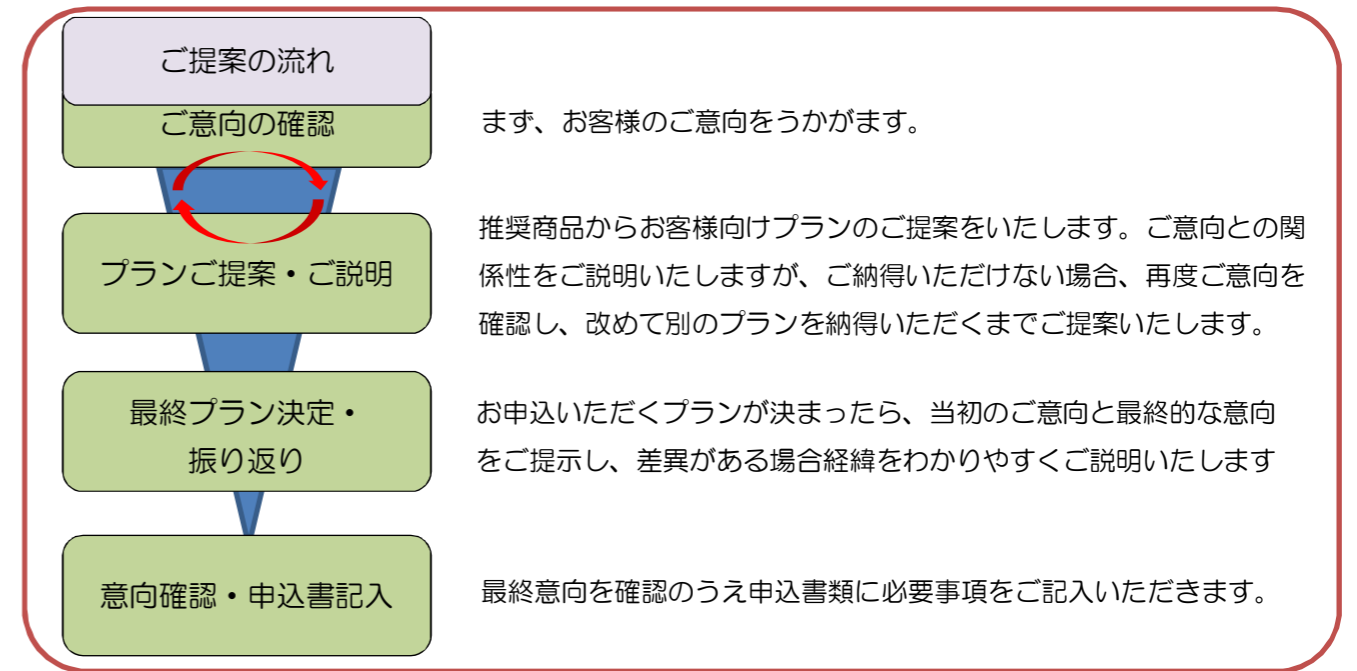 ご提案の流れ
ご意向の確認
まず、お客様のご意向をうかがます。
プランご提案・ご説明
推奨商品からお客様向けプランのご提案をいたします。ご意向との関
係性をご説明いたしますが、ご納得いただけない場合、再度ご意向を
確認し、改めて別のプランを納得いただくまでご提案いたします。
最終プラン決定・
振り返り
お申込いただくプランが決まったら、当初のご意向と最終的な意向
をご提示し、差異がある場合経緯をわかりやすくご説明いたします
意向確認・申込書記入
最終意向を確認のうえ申込書類に必要事項をご記入いただきます。